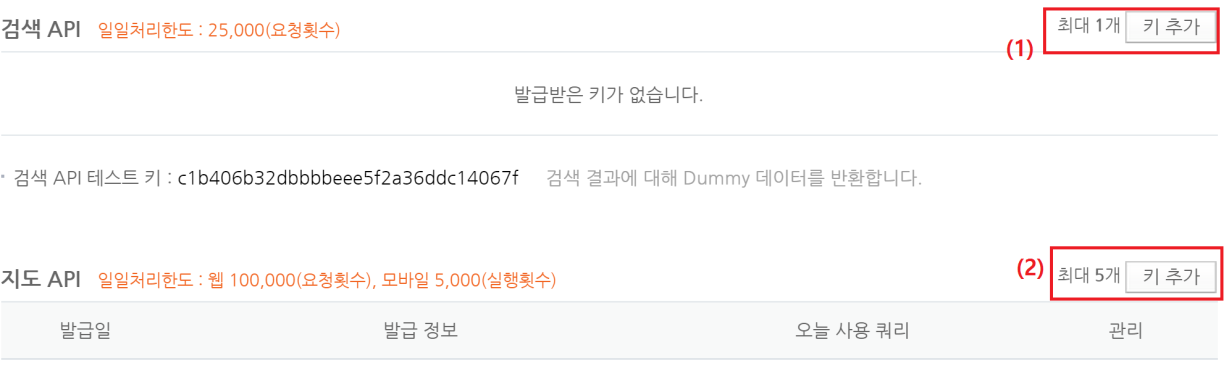 검색 API 일일처리한도 : 25,000(요청횟수) 최대 1개 키 추가
(1)
발급받은 키가 없습니다.
· 검색 API 테스트 키 : c1b406b32dbbbbeee5f2a36ddc14067f 검색 결과에 대해 Dummy 데이터를 반환합니다.
지도 API 일일처리한도 : 웹 100,000(요청횟수), 모바일 5,000(실행횟수) (2) 최대 5개 키 추가
발급일 발급 정보 오늘 사용 쿼리 관리